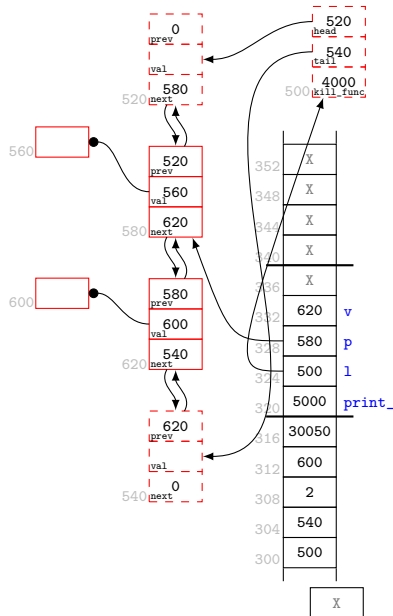 0
prev
val
580
520 next
520
head
540
tail
4000
500 kill_func
560
520
prev
560
val
620
580 next
600
580
prev
600
val
540
620 next
620
prev
val
0
540 next
352 X
348 X
344 X
340 X
336 X
332 620 v
328 580 p
324 500 l
320 5000 print_
316 30050
312 600
308 2
304 540
300 500
X